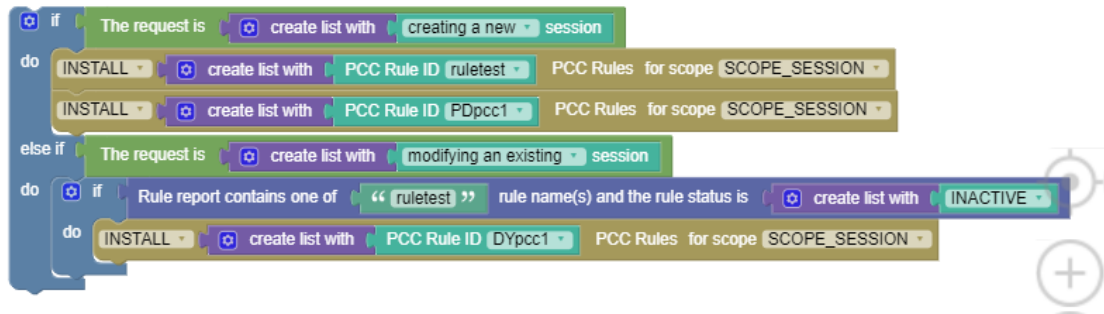 if The request is create list with creating a new session
do INSTALL create list with PCC Rule ID ruletest PCC Rules for scope SCOPE_SESSION
INSTALL create list with PCC Rule ID PDpcc1 PCC Rules for scope SCOPE_SESSION
else if The request is create list with modifying an existing session
do if Rule report contains one of “ ruletest ” rule name(s) and the rule status is create list with INACTIVE
do INSTALL create list with PCC Rule ID DYpcc1 PCC Rules for scope SCOPE_SESSION